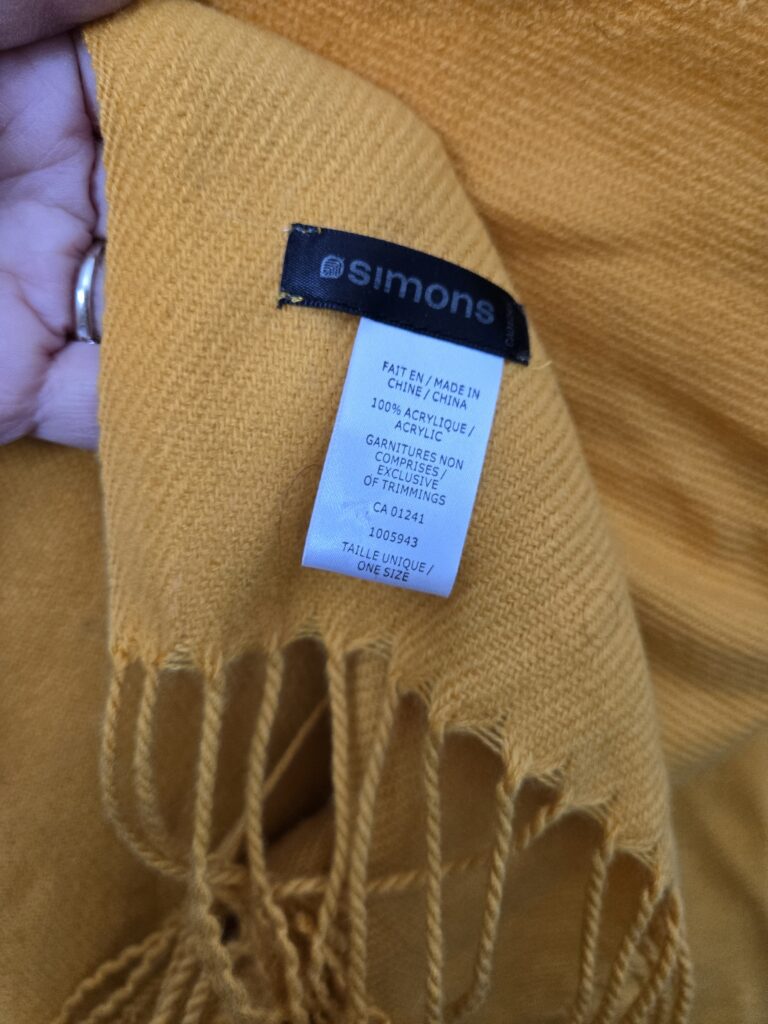 simons
CANADA
FAIT EN / MADE IN
CHINE / CHINA
100% ACRYLIQUE /
ACRYLIC
GARNITURES NON
COMPRISES /
EXCLUSIVE
OF TRIMMINGS
CA 01241
1005943
TAILLE UNIQUE /
ONE SIZE